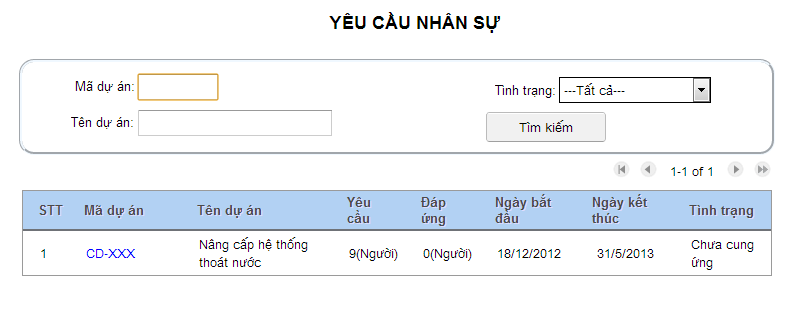 YÊU CẦU NHÂN SỰ
Mã dự án:
Tình trạng: ---Tất cả---
Tên dự án:
Tìm kiếm
1-1 of 1
STT Mã dự án Tên dự án Yêu cầu Đáp ứng Ngày bắt đầu Ngày kết thúc Tình trạng
1 CD-XXX Nâng cấp hệ thống thoát nước 9(Người) 0(Người) 18/12/2012 31/5/2013 Chưa cung ứng